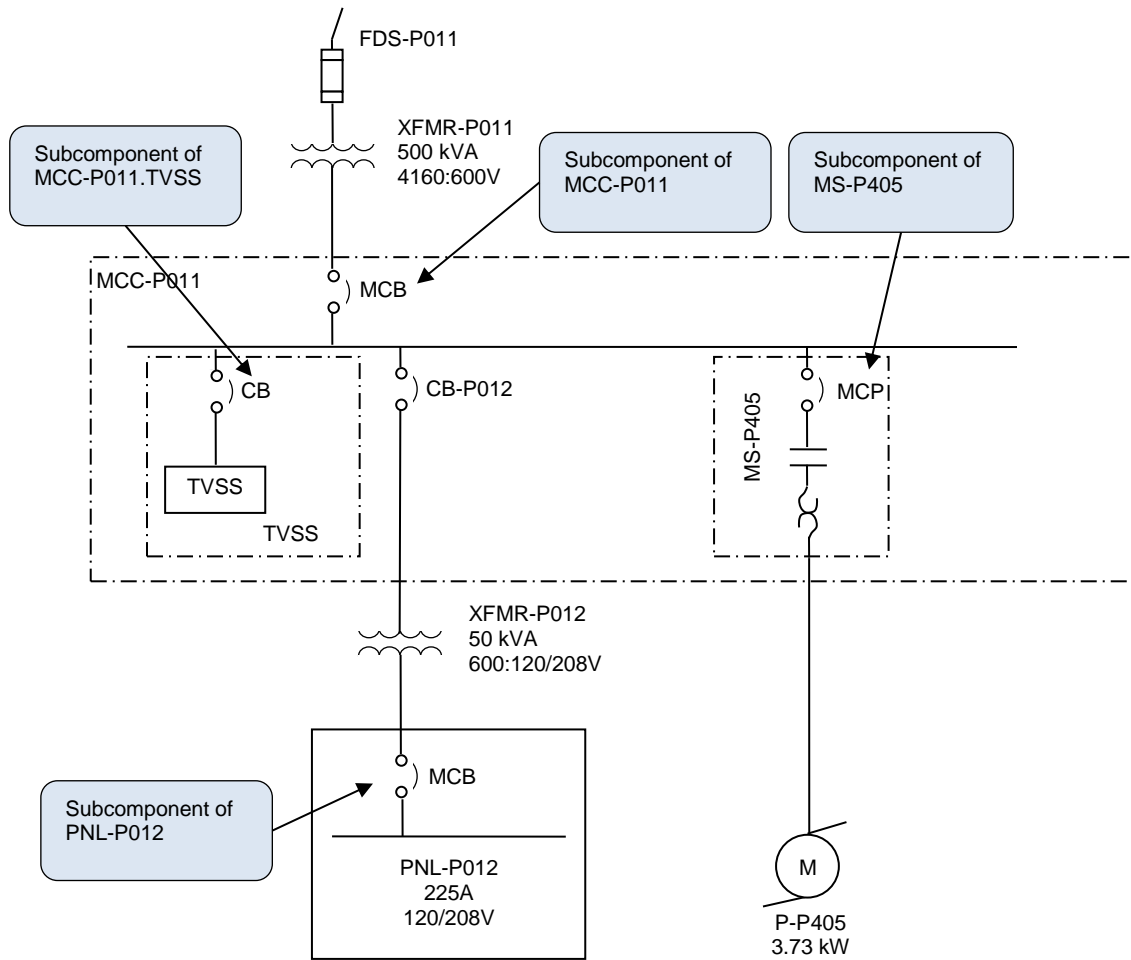 FDS-P011
XFMR-P011
500 kVA
4160:600V
Subcomponent of
MCC-P011.TVSS
Subcomponent of
MCC-P011
Subcomponent of
MS-P405
MCC-P011
MCB
CB
CB-P012
MCP
MS-P405
TVSS
TVSS
XFMR-P012
50 kVA
600:120/208V
MCB
Subcomponent of
PNL-P012
PNL-P012
225A
120/208V
M
P-P405
3.73 kW